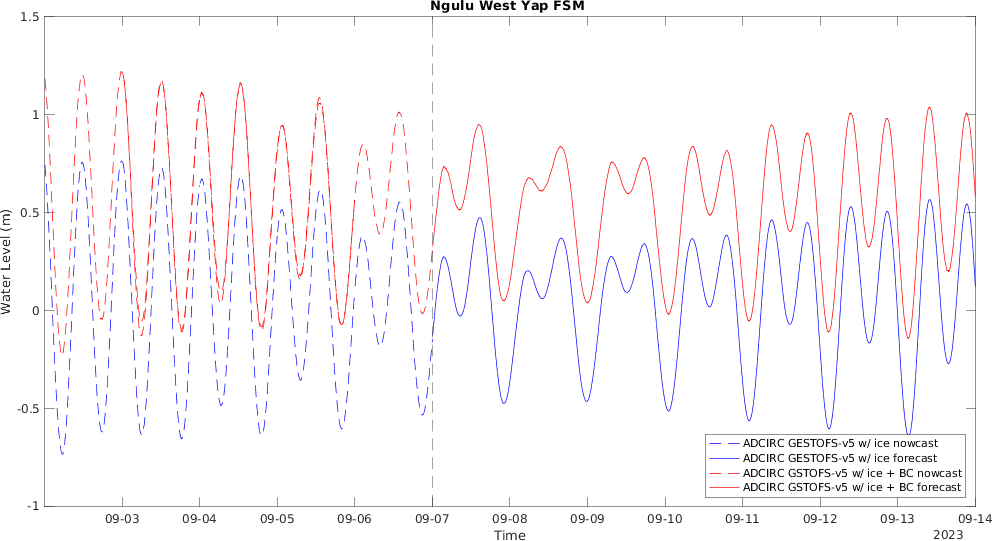 Ngulu West Yap FSM
1.5
1
0.5
0
-0.5
-1
Water Level (m)
ADCIRC GESTOFS-v5 w/ ice nowcast
ADCIRC GESTOFS-v5 w/ ice forecast
ADCIRC GSTOFS-v5 w/ ice + BC nowcast
ADCIRC GSTOFS-v5 w/ ice + BC forecast
09-03 09-04 09-05 09-06 09-07 09-08 09-09 09-10 09-11 09-12 09-13 09-14
Time
2023